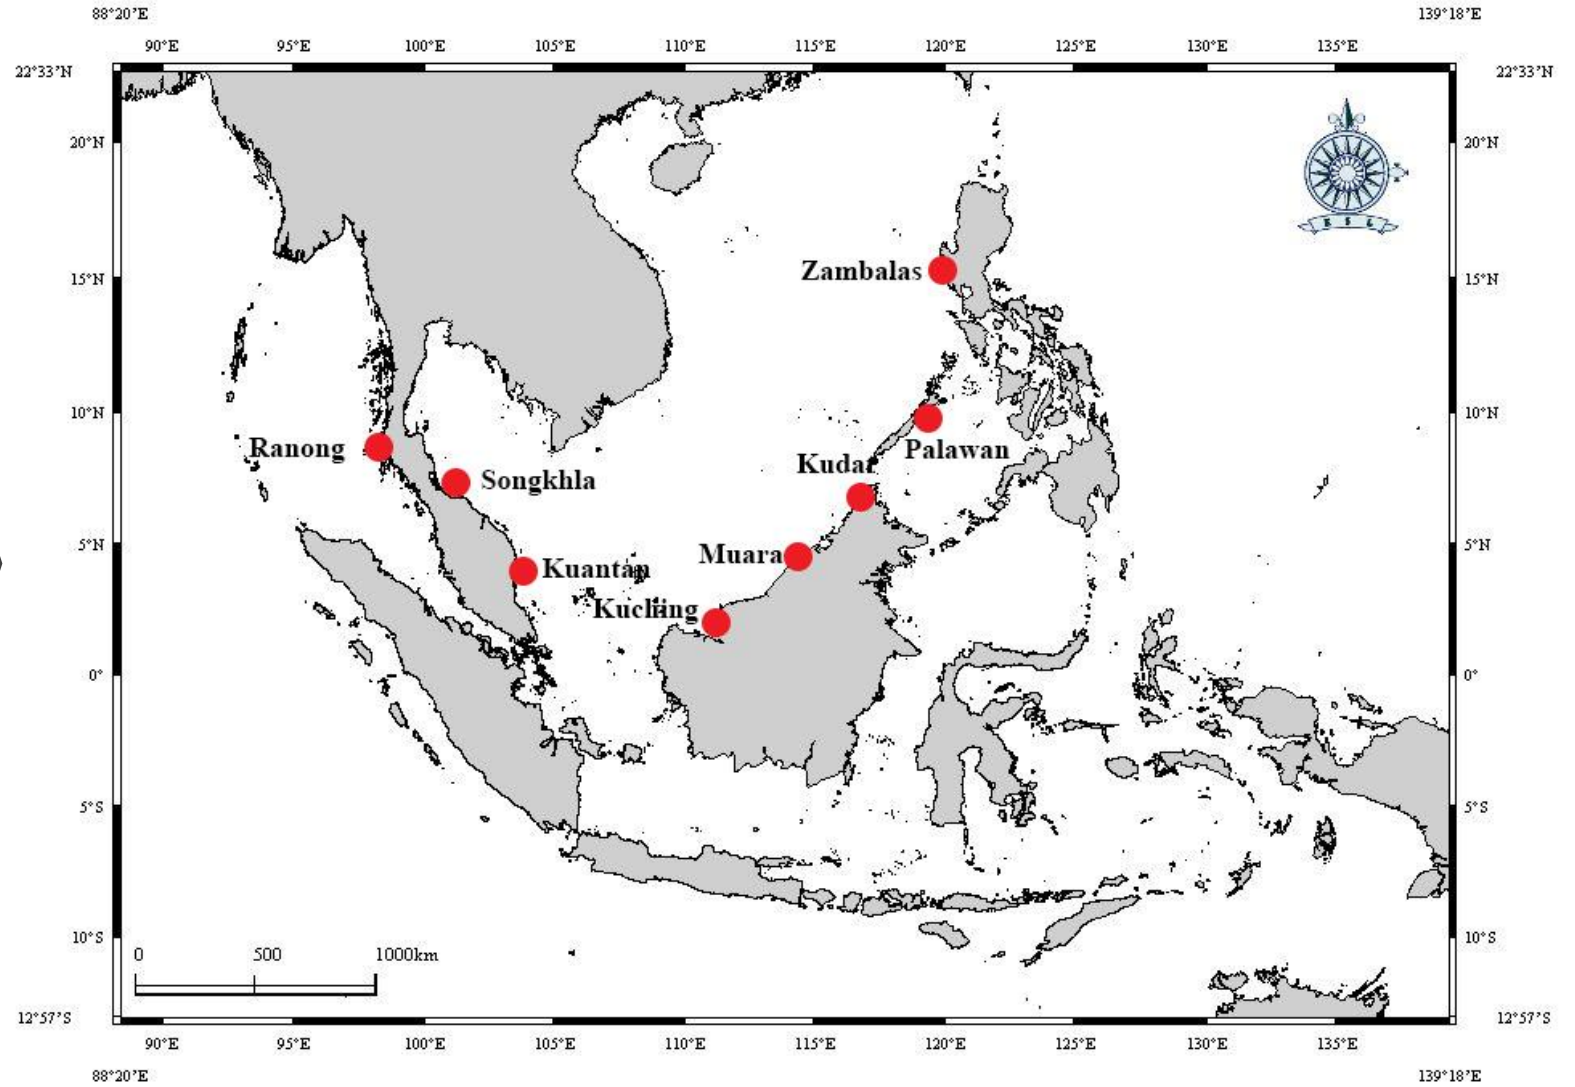 88°20'E 139°18'E
90°E 95°E 100°E 105°E 110°E 115°E 120°E 125°E 130°E 135°E
22°33'N 22°33'N
20°N 20°N
Zambalas
15°N 15°N
10°N 10°N
Ranong
Palawan
Kudat
Songkhla
5°N 5°N
Muara
Kuantan
Kuching
0° 0°
5°S 5°S
10°S 10°S
0 500 1000km
12°57'S 12°57'S
90°E 95°E 100°E 105°E 110°E 115°E 120°E 125°E 130°E 135°E
88°20'E 139°18'E